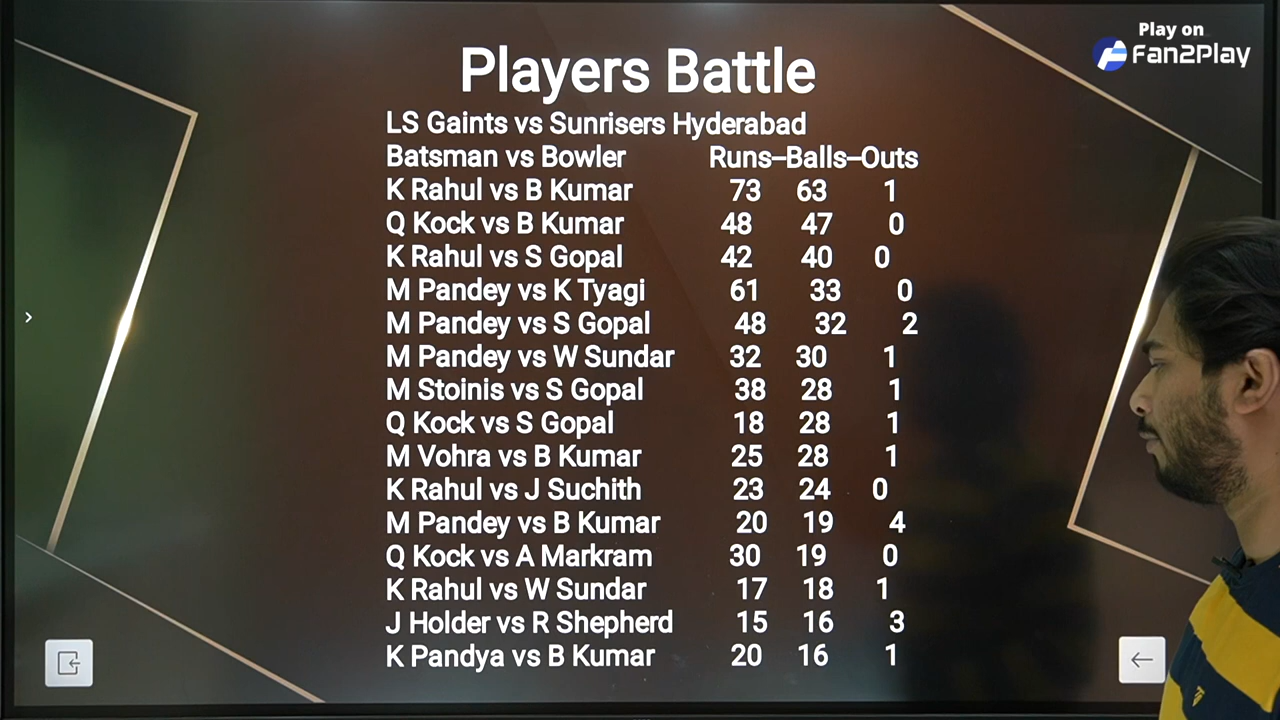 Play on
Fan2Play
Players Battle
LS Gaints vs Sunrisers Hyderabad
Batsman vs Bowler Runs–Balls–Outs
K Rahul vs B Kumar 73 63 1
Q Kock vs B Kumar 48 47 0
K Rahul vs S Gopal 42 40 0
M Pandey vs K Tyagi 61 33 0
M Pandey vs S Gopal 48 32 2
M Pandey vs W Sundar 32 30 1
M Stoinis vs S Gopal 38 28 1
Q Kock vs S Gopal 18 28 1
M Vohra vs B Kumar 25 28 1
K Rahul vs J Suchith 23 24 0
M Pandey vs B Kumar 20 19 4
Q Kock vs A Markram 30 19 0
K Rahul vs W Sundar 17 18 1
J Holder vs R Shepherd 15 16 3
K Pandya vs B Kumar 20 16 1